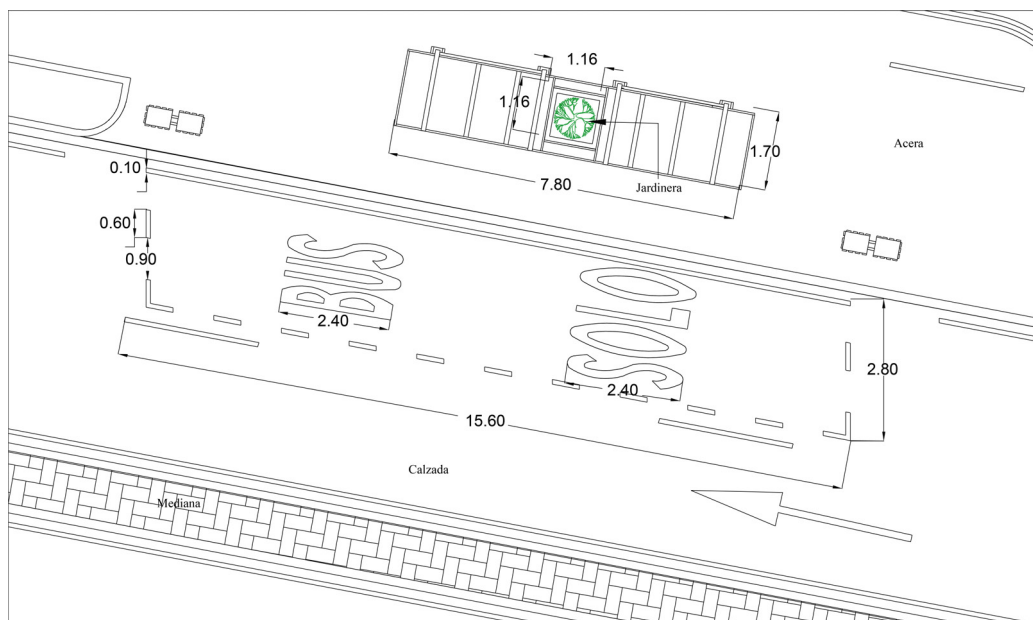 1.16
1.16
Acera
1.70
0.10
7.80
Jardinera
0.60
0.90
BUS
SOLO
2.40
2.80
2.40
15.60
Calzada
Mediana